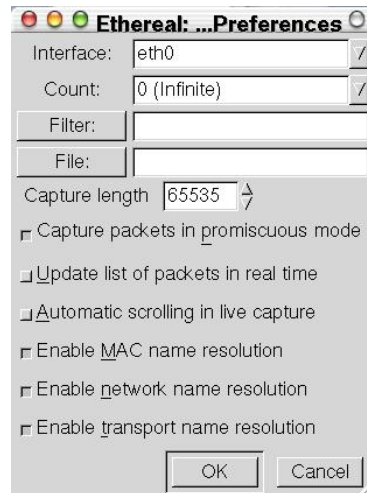 Ethereal: ...Preferences
Interface: eth0
Count: 0 (Infinite)
Filter:
File:
Capture length 65535
Capture packets in promiscuous mode
Update list of packets in real time
Automatic scrolling in live capture
Enable MAC name resolution
Enable network name resolution
Enable transport name resolution
OK Cancel